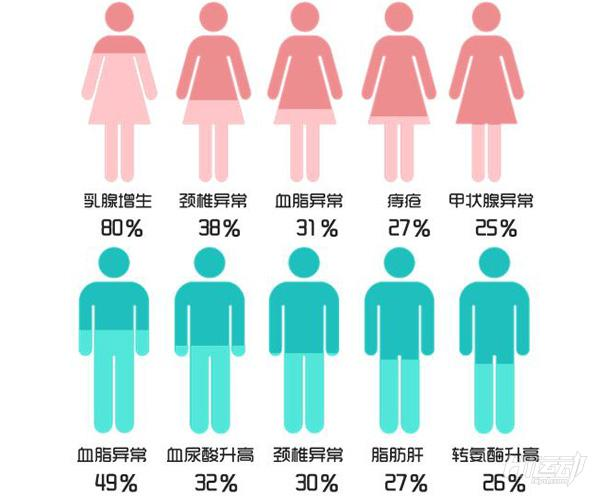 乳腺增生 颈椎异常 血脂异常 痔疮 甲状腺异常
80% 38% 31% 27% 25%
血脂异常 血尿酸升高 颈椎异常 脂肪肝 转氨酶升高
49% 32% 30% 27% 26%